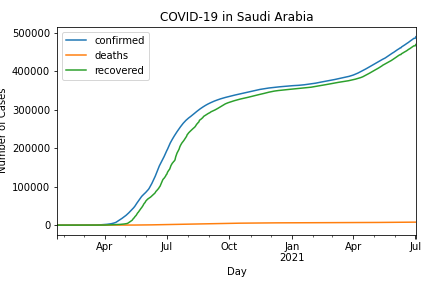 COVID-19 in Saudi Arabia
confirmed
deaths
recovered
500000
400000
300000
200000
100000
0
Number of Cases
Apr
Jul
Oct
Jan
2021
Apr
Jul
Day